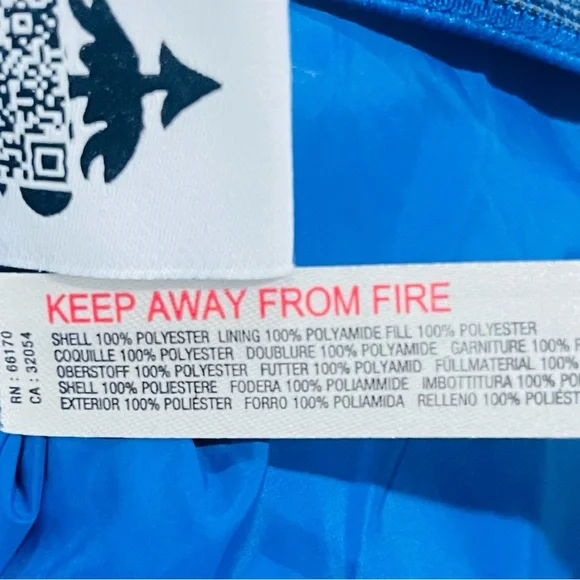 KEEP AWAY FROM FIRE
SHELL 100% POLYESTER LINING 100% POLYAMIDE FILL 100% POLYESTER
COQUILLE 100% POLYESTER DOUBLURE 100% POLYAMIDE GARNITURE 100% P
OBERSTOFF 100% POLYESTER FUTTER 100% POLYAMID FÜLLMATERIAL 100%
SHELL 100% POLIESTERE FODERA 100% POLIAMMIDE IMBOTTITURA 100% PO
EXTERIOR 100% POLIÉSTER FORRO 100% POLIAMIDA RELLENO 100% POLIÉST
RN : 66170
CA : 32054